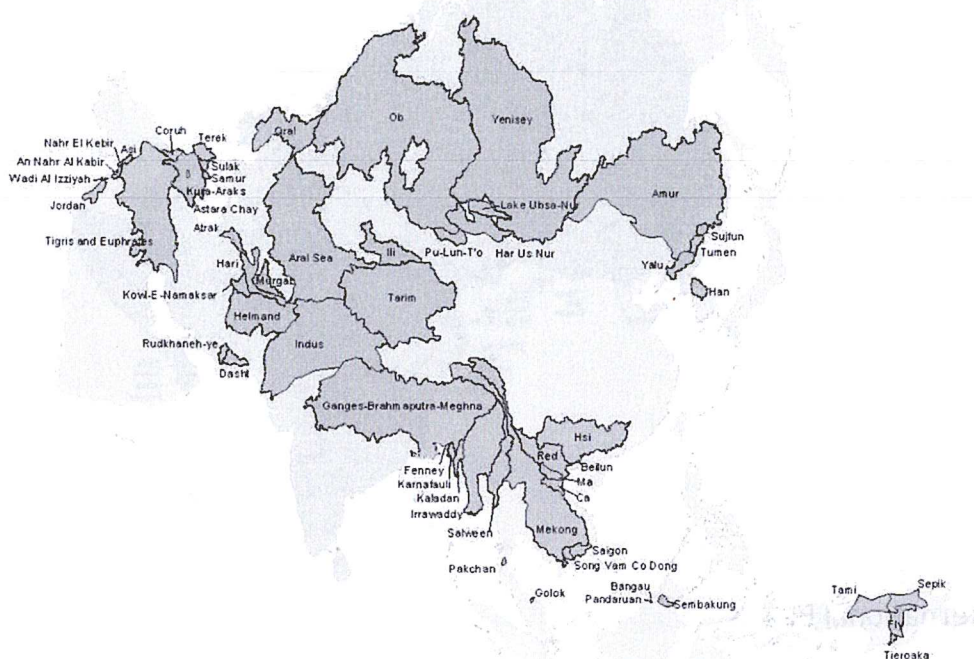 Ob
Yenisey
Oral
Coruh
Terek
Nahr El Kebir
Asi
An Nahr Al Kabir
Sulak
Samur
Wadi Al Izziyah
Kura-Araks
Jordan
Astara Chay
Amur
Lake Ubsa-Nur
Atrak
Tigris and Euphrates
Sujfun
Pu-Lun-T'o
Har Us Nur
Tumen
Ili
Aral Sea
Hari
Yalu
Murgab
Kowl-E-Namaksar
Tarim
Han
Helmand
Rudkhaneh-ye
Indus
Dasht
Ganges-Brahmaputra-Meghna
Hsi
Red
Beilun
Fenney
Ma
Karnafauli
Kaladan
Ca
Irrawaddy
Salween
Mekong
Saigon
Song Vam Co Dong
Pakchan
Golok
Bangau
Pandaruan
Sembakung
Tami
Sepik
Fly
Tjeroaka